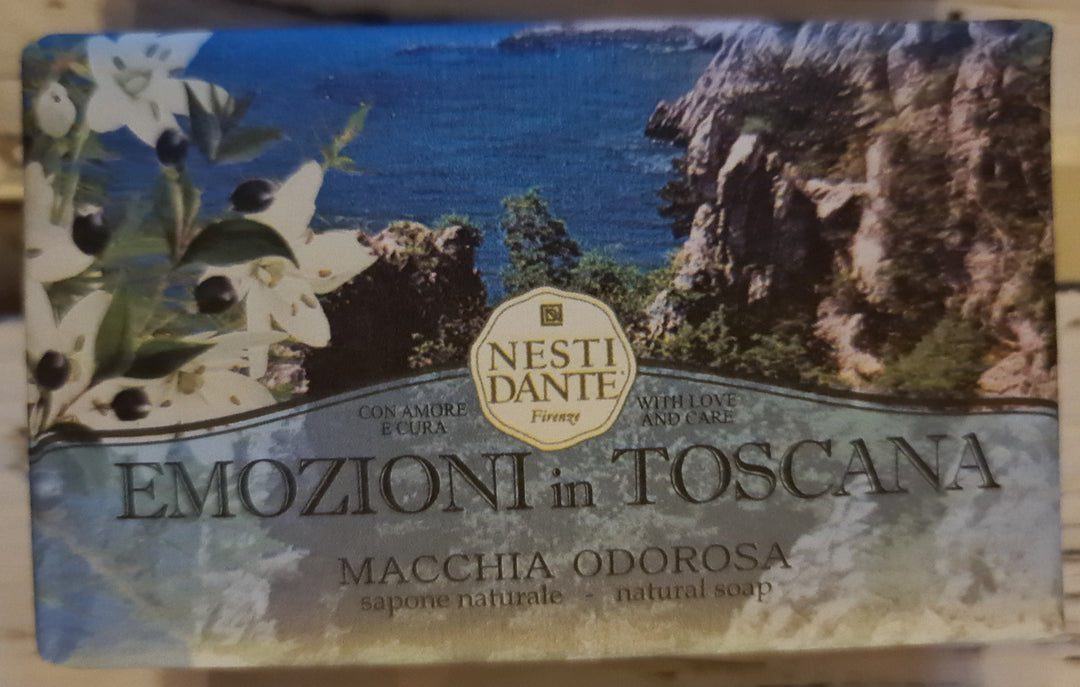 NESTI
DANTE
Firenze
CON AMORE
E CURA
WITH LOVE
AND CARE
EMOZIONI in TOSCANA
MACCHIA ODOROSA
sapone naturale - natural soap